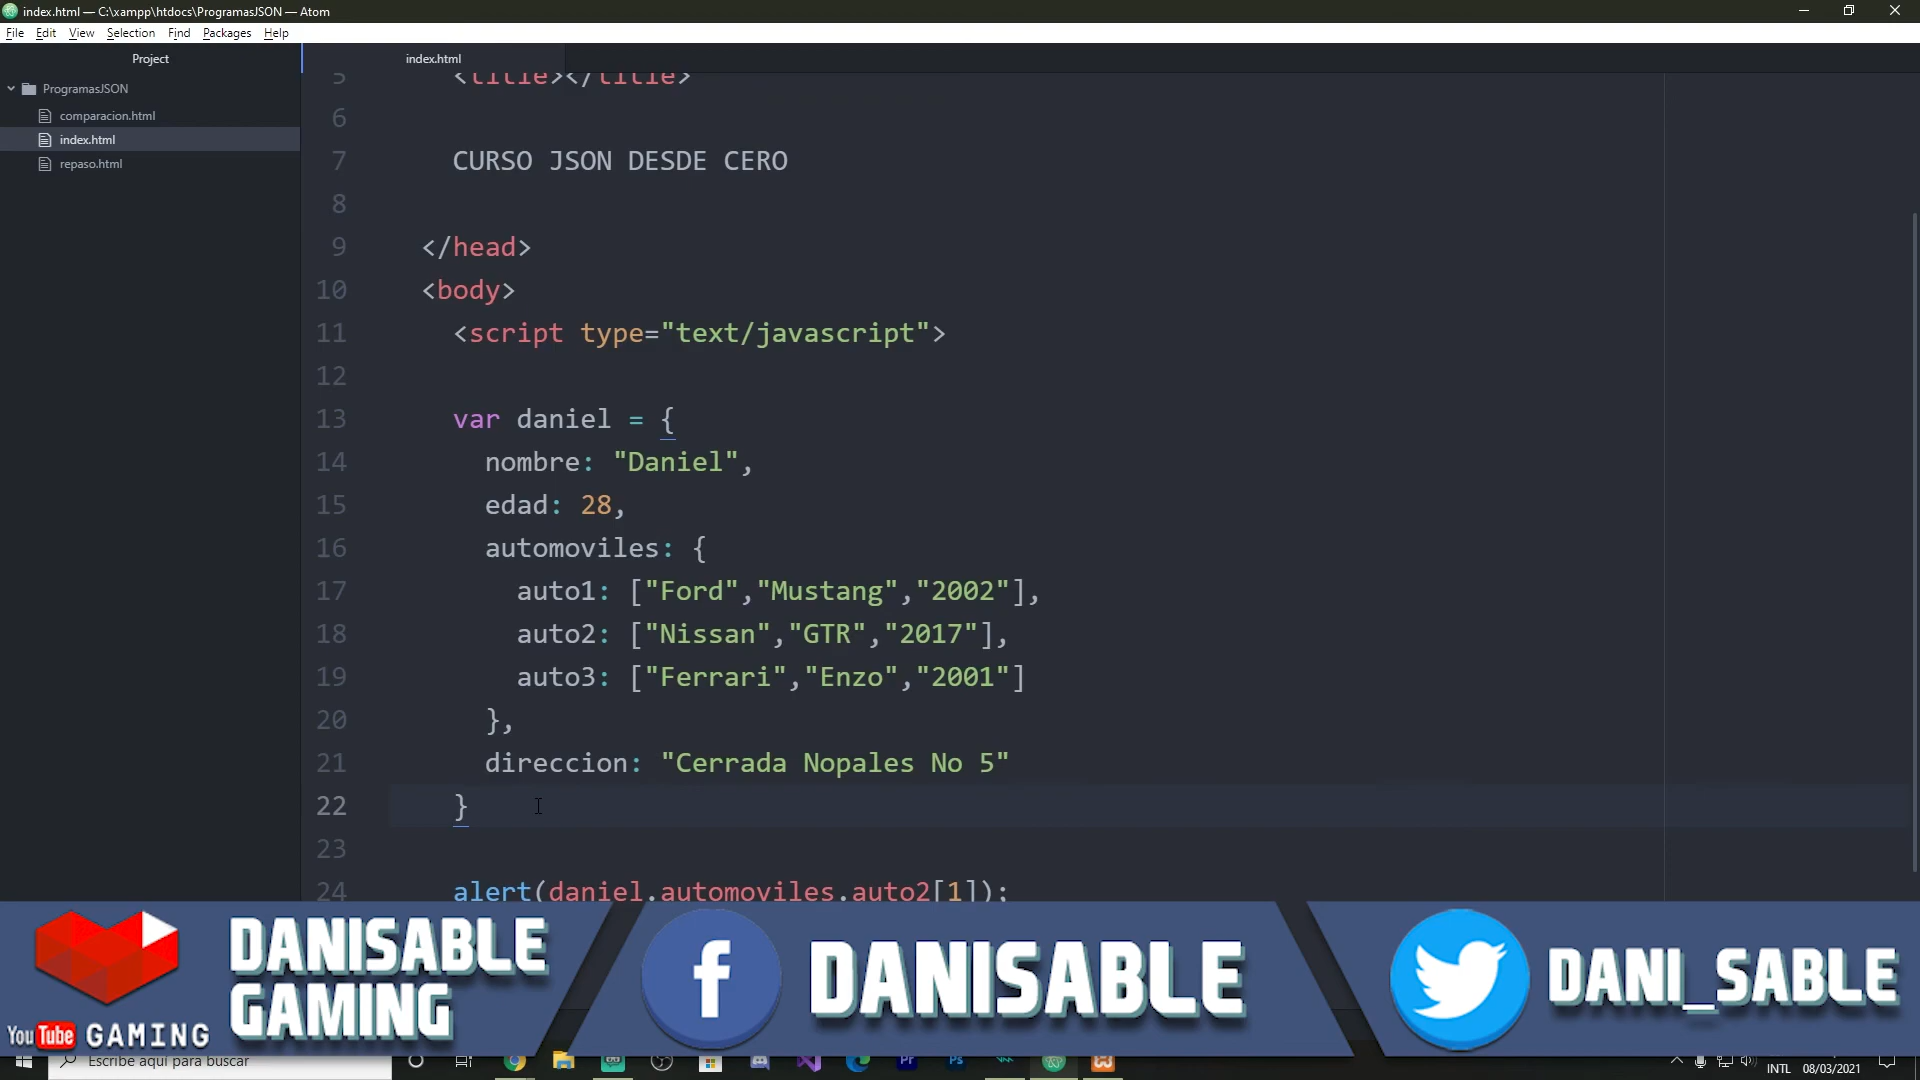 index.html — C:\xampp\htdocs\ProgramasJSON — Atom
File Edit View Selection Find Packages Help
Project
index.html
ProgramasJSON
comparacion.html
index.html
repaso.html
5 <title></title>
6
7 CURSO JSON DESDE CERO
8
9 </head>
10 <body>
11 <script type="text/javascript">
12
13 var daniel = {
14 nombre: "Daniel",
15 edad: 28,
16 automoviles: {
17 auto1: ["Ford","Mustang","2002"],
18 auto2: ["Nissan","GTR","2017"],
19 auto3: ["Ferrari","Enzo","2001"]
20 },
21 direccion: "Cerrada Nopales No 5"
22 }
23
24 alert(daniel.automoviles.auto2[1]);
DANISABLE
GAMING
YouTube GAMING
f DANISABLE
DANI_SABLE
Escribe aquí para buscar
Pr
Ps
INTL 08/03/2021